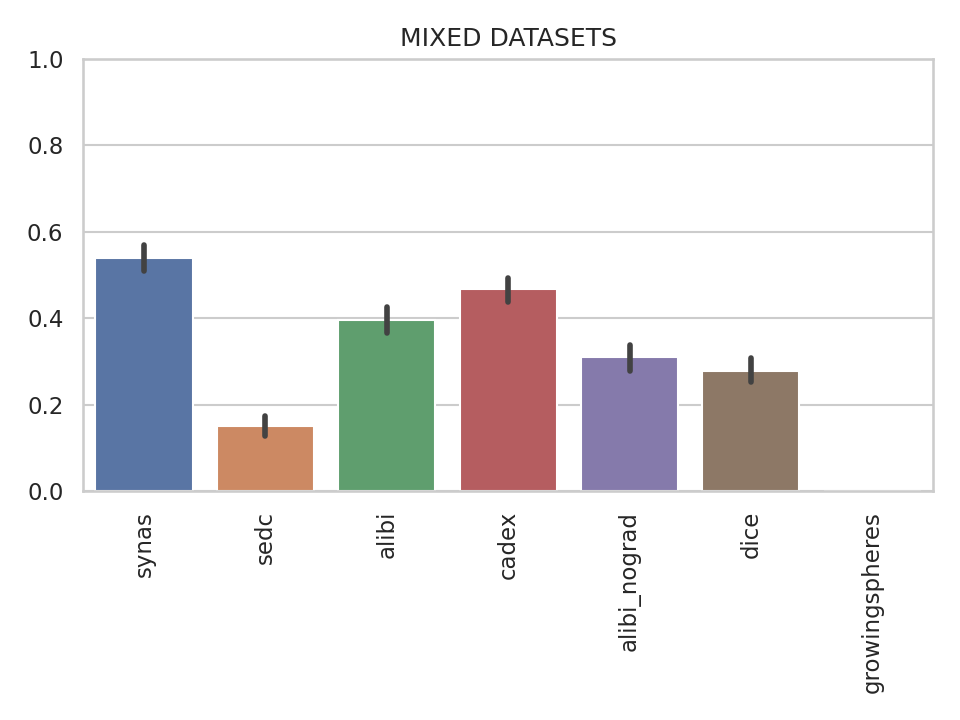 MIXED DATASETS
1.0
0.8
0.6
0.4
0.2
0.0
synas
sedc
alibi
cadex
alibi_nograd
dice
growingspheres